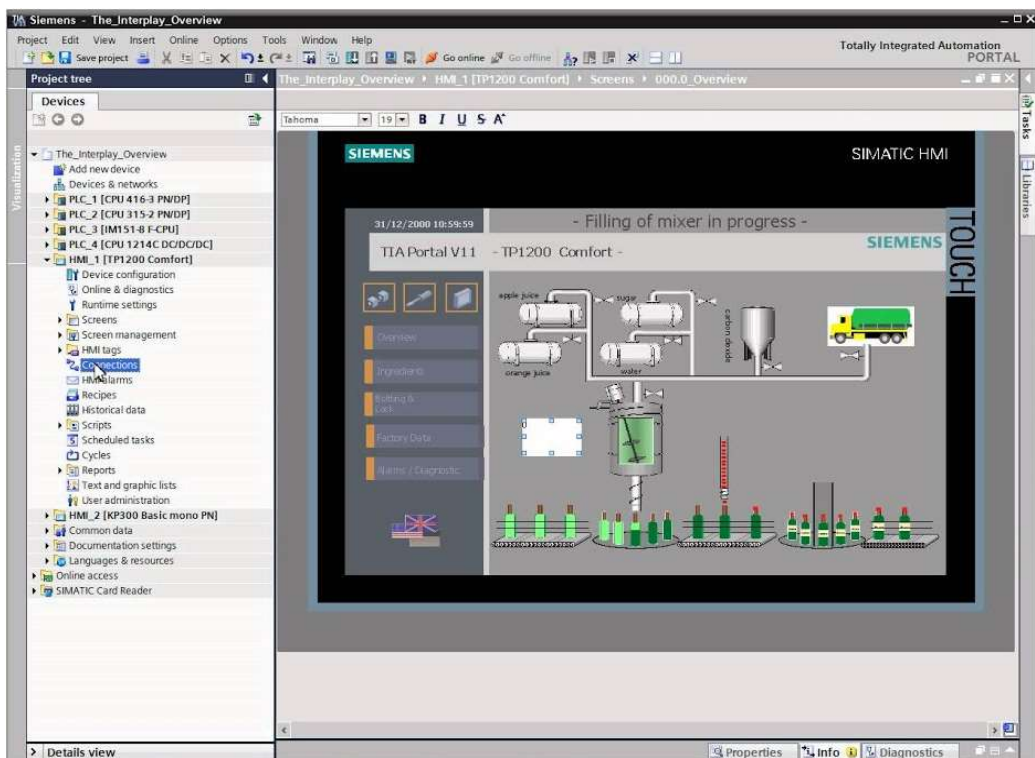 Siemens - The_Interplay_Overview
Project Edit View Insert Online Options Tools Window Help
Totally Integrated Automation
PORTAL
Save project Go online Go offline
Project tree
The_Interplay_Overview HMI_1 [TP1200 Comfort] Screens 000.0_Overview
Devices
Tahoma 19 B I U S A
Visualization
Tasks
Libraries
The_Interplay_Overview
Add new device
Devices & networks
PLC_1 [CPU 416-3 PN/DP]
PLC_2 [CPU 315-2 PN/DP]
PLC_3 [IM151-8 F-CPU]
PLC_4 [CPU 1214C DC/DC/DC]
HMI_1 [TP1200 Comfort]
Device configuration
Online & diagnostics
Runtime settings
Screens
Screen management
HMI tags
Connections
HMI alarms
Recipes
Historical data
Scripts
Scheduled tasks
Cycles
Reports
Text and graphic lists
User administration
HMI_2 [KP300 Basic mono PN]
Common data
Documentation settings
Languages & resources
Online access
SIMATIC Card Reader
SIEMENS
SIMATIC HMI
TOUCH
31/12/2000 10:59:59
- Filling of mixer in progress -
TIA Portal V11 - TP1200 Comfort -
SIEMENS
apple juice
sugar
carbon dioxide
orange juice
water
Overview
Ingredients
Bottling &
Factory Data
Alarms / Diagnostic
Details view
Properties Info Diagnostics